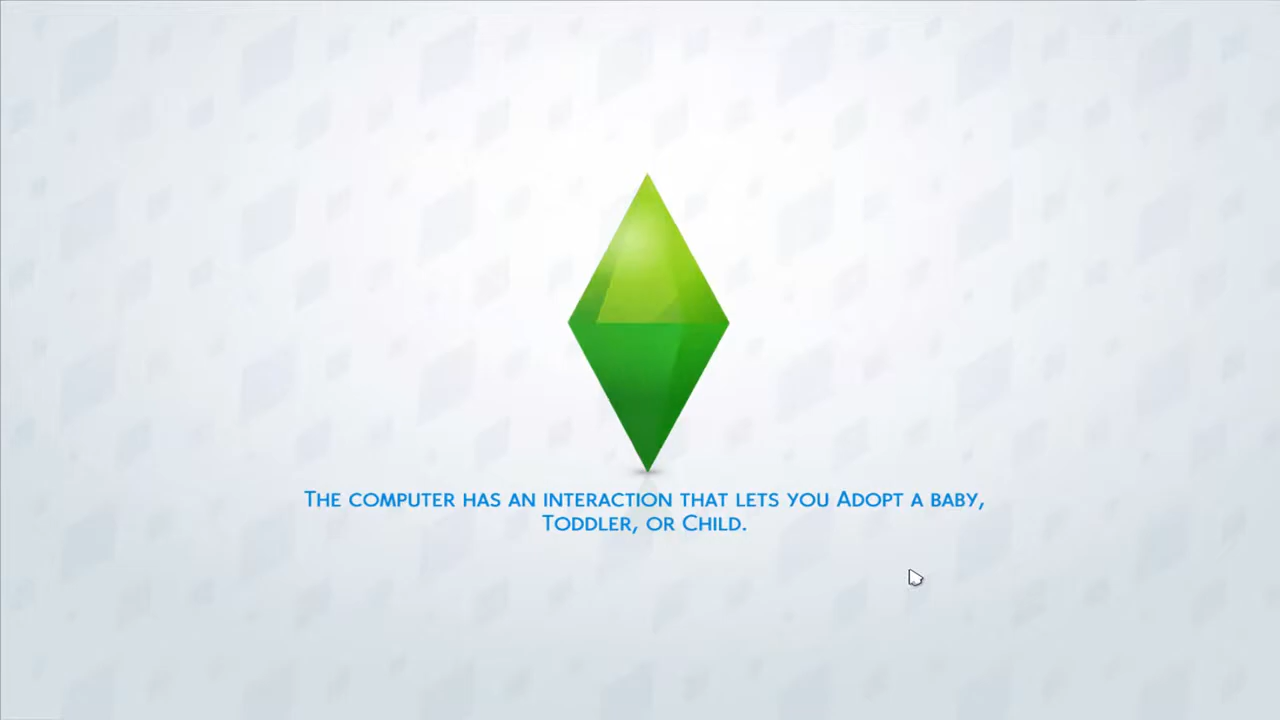 The computer has an interaction that lets you Adopt a baby,
Toddler, or Child.